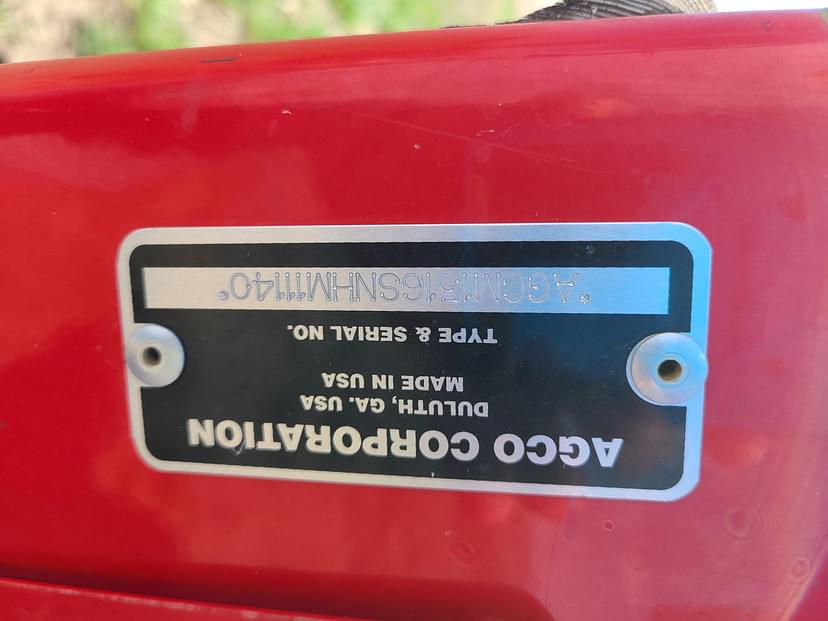 AGCO CORPORATION
DULUTH, GA. USA
MADE IN USA
TYPE & SERIAL NO.
*AGCM1316SNHM11140*